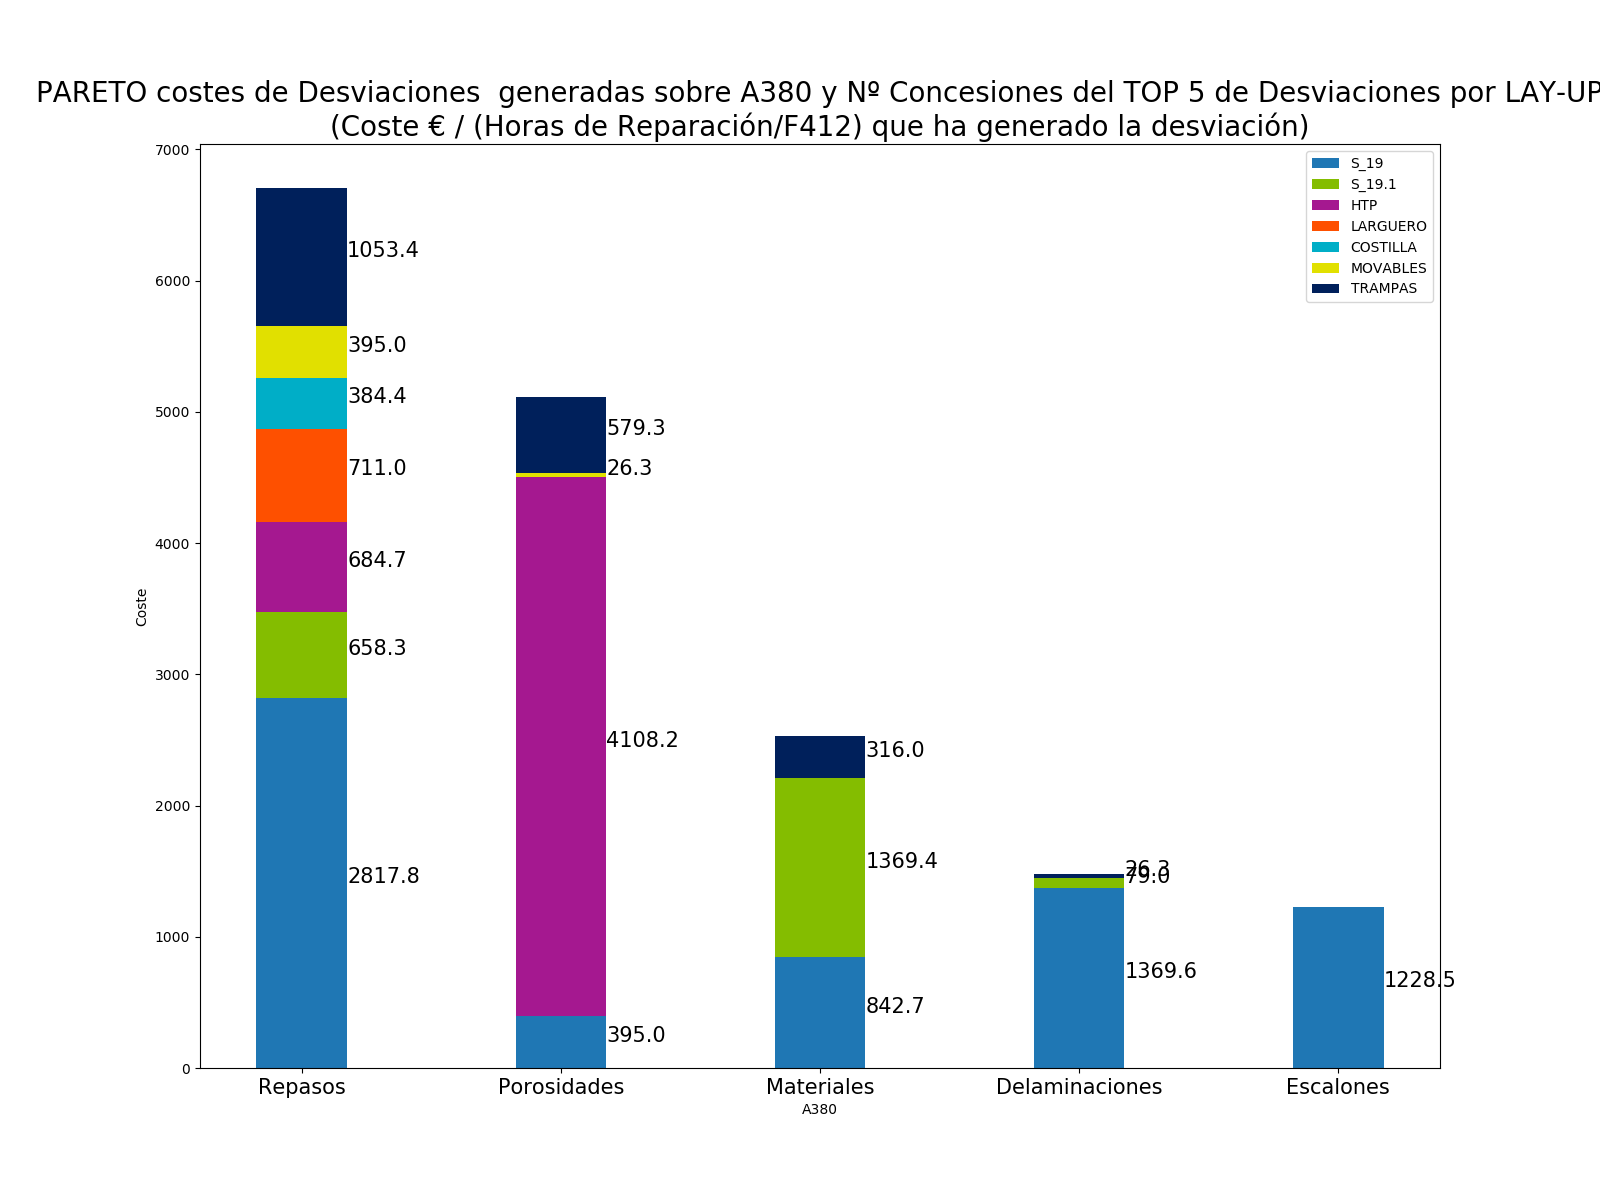 PARETO costes de Desviaciones  generadas sobre A380 y Nº Concesiones del TOP 5 de Desviaciones por LAY-UP
(Coste € / (Horas de Reparación/F412) que ha generado la desviación)
7000
6000
5000
4000
3000
2000
1000
0
Coste
S_19
S_19.1
HTP
LARGUERO
COSTILLA
MOVABLES
TRAMPAS
1053.4
395.0
384.4
711.0
684.7
658.3
2817.8
579.3
26.3
4108.2
395.0
316.0
1369.4
842.7
26.3
79.0
1369.6
1228.5
Repasos
Porosidades
Materiales
Delaminaciones
Escalones
A380